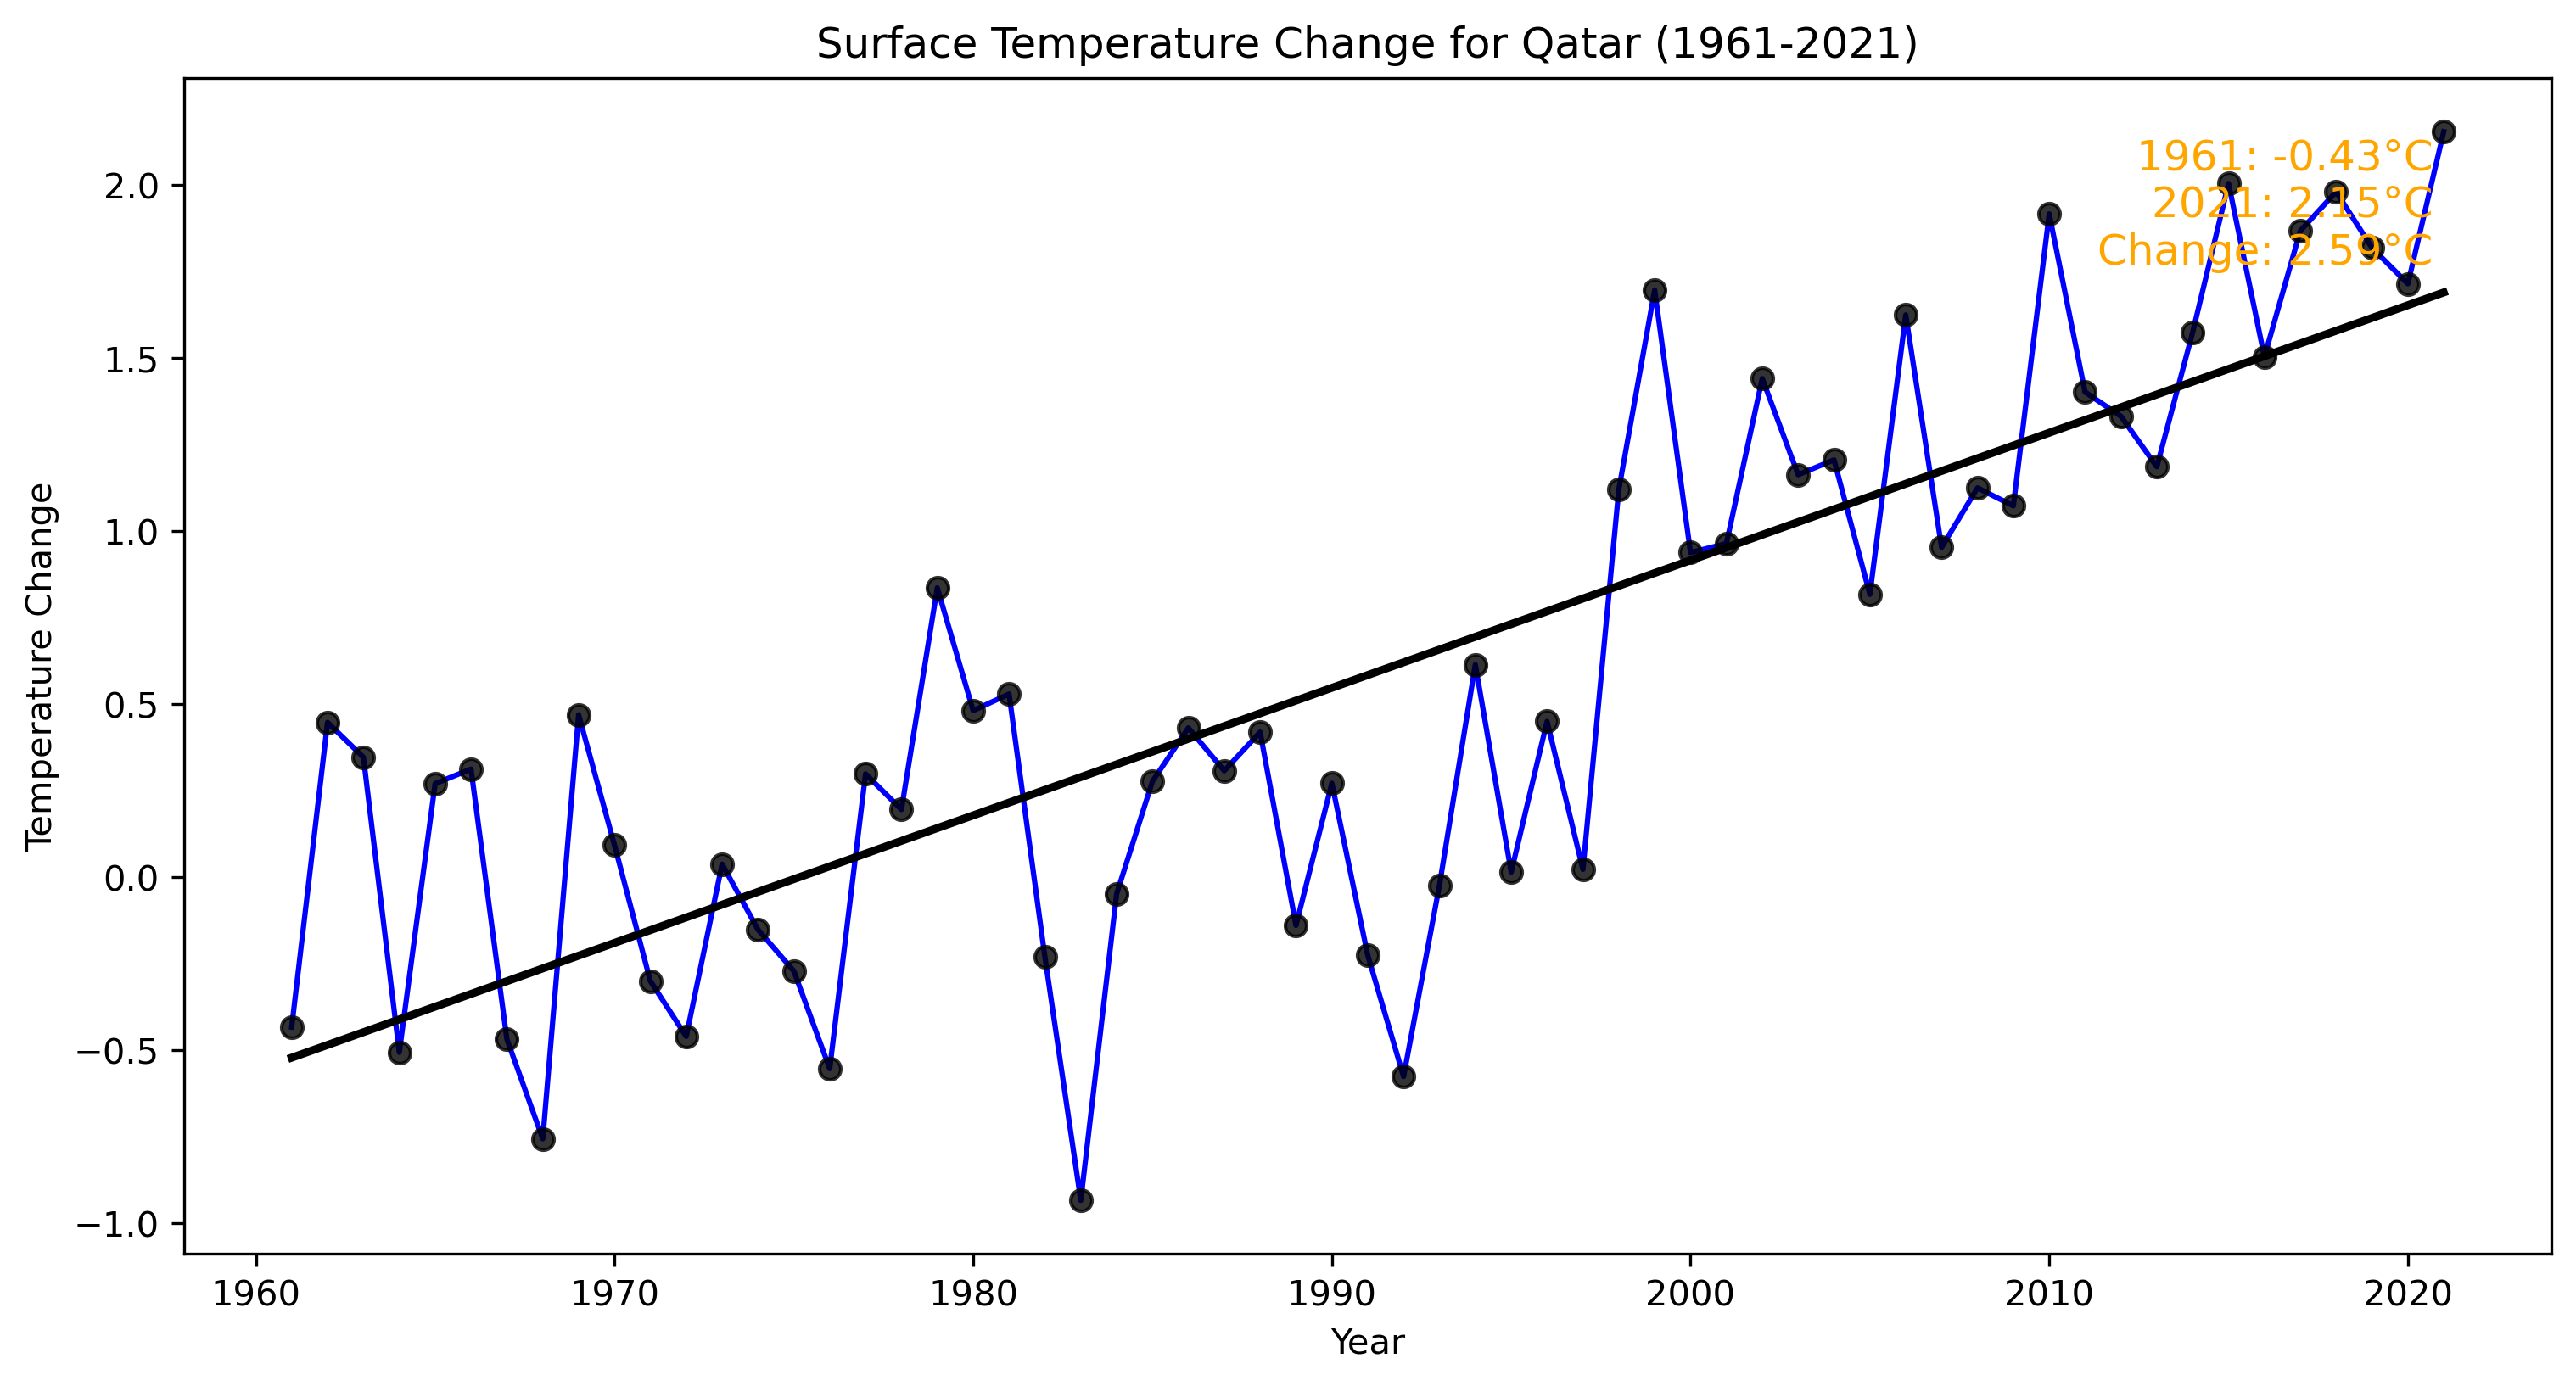 Surface Temperature Change for Qatar (1961-2021)
1961: -0.43°C
2021: 2.15°C
Change: 2.59°C
Temperature Change
2.0
1.5
1.0
0.5
0.0
−0.5
−1.0
1960 1970 1980 1990 2000 2010 2020
Year